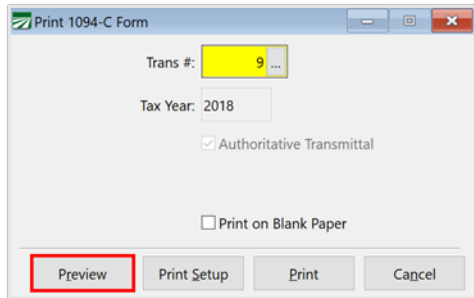 Print 1094-C Form
Trans #: 9 ...
Tax Year: 2018
Authoritative Transmittal
Print on Blank Paper
Preview Print Setup Print Cancel